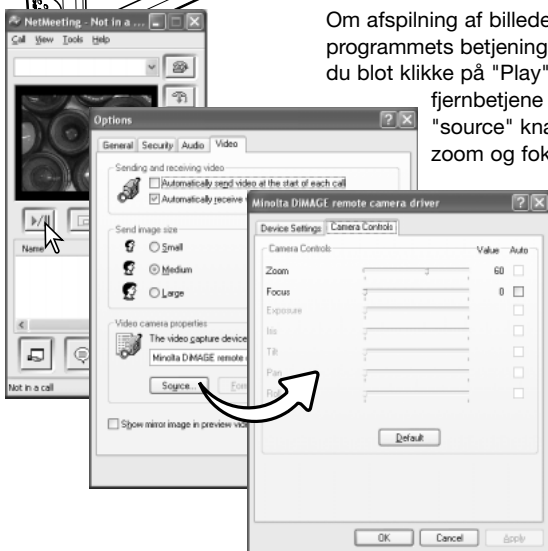 Om afspilning af billede
programmets betjening
du blot klikke på "Play"
fjernbetjene
"source" kna
zoom og fok
NetMeeting - Not in a ...
Call View Tools Help
Name
Not in a call
Options
General Security Audio Video
Sending and receiving video
Automatically send video at the start of each call
Automatically receive
Send image size
Small
Medium
Large
Video camera properties
The video capture device
Minolta DiMAGE remote
Source...
Show mirror image in preview vid
Minolta DiMAGE remote camera driver
Device Settings Camera Controls
Camera Controls Value Auto
Zoom 60
Focus 0
Exposure
Iris
Tilt
Pan
Default
OK Cancel Apply